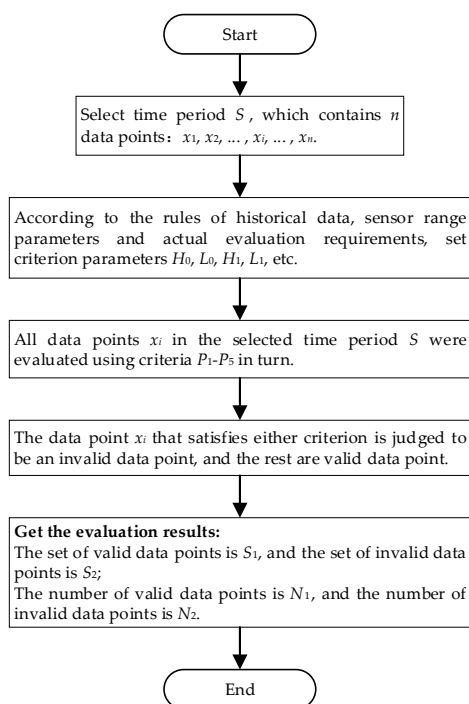 Start
Select time period S , which contains n
data points：x₁, x₂, ... , xᵢ, ... , xₙ.
According to the rules of historical data, sensor range
parameters and actual evaluation requirements, set
criterion parameters H₀, L₀, H₁, L₁, etc.
All data points xᵢ in the selected time period S were
evaluated using criteria P₁-P₅ in turn.
The data point xᵢ that satisfies either criterion is judged to
be an invalid data point, and the rest are valid data point.
Get the evaluation results:
The set of valid data points is S₁, and the set of invalid data
points is S₂;
The number of valid data points is N₁, and the number of
invalid data points is N₂.
End